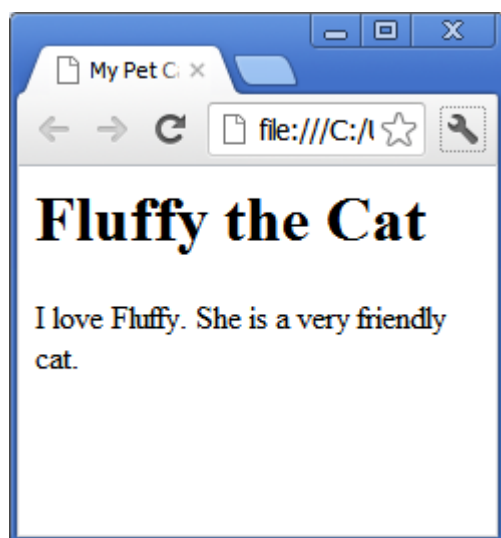 My Pet C
file:///C:/
Fluffy the Cat
I love Fluffy. She is a very friendly
cat.